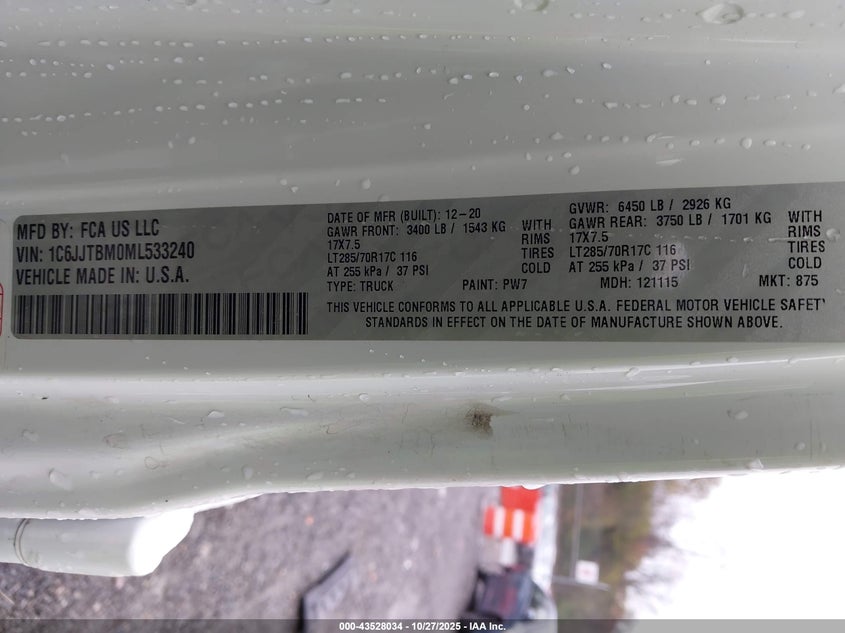 MFD BY: FCA US LLC
VIN: 1C6JJTBM0ML533240
VEHICLE MADE IN: U.S.A.
DATE OF MFR (BUILT): 12-20
GAWR FRONT: 3400 LB / 1543 KG WITH
17X7.5 RIMS
LT285/70R17C 116 TIRES
AT 255 kPa / 37 PSI COLD
TYPE: TRUCK PAINT: PW7
GVWR: 6450 LB / 2926 KG
GAWR REAR: 3750 LB / 1701 KG WITH
17X7.5 RIMS
LT285/70R17C 116 TIRES
AT 255 kPa / 37 PSI COLD
MDH: 121115 MKT: 875
THIS VEHICLE CONFORMS TO ALL APPLICABLE U.S.A. FEDERAL MOTOR VEHICLE SAFETY
STANDARDS IN EFFECT ON THE DATE OF MANUFACTURE SHOWN ABOVE.
000-43528034 | 10/27/2025 | IAA Inc.